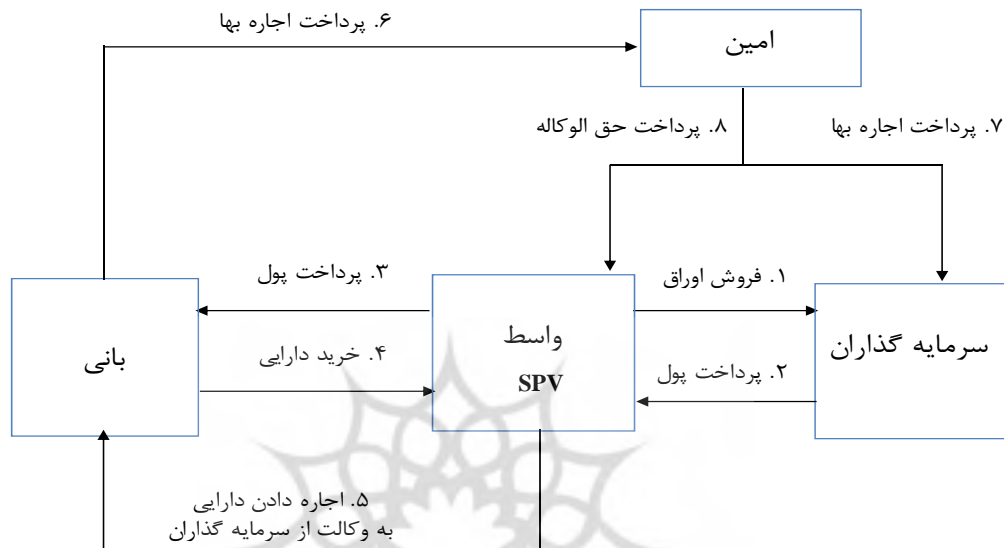 ۶. پرداخت اجاره بها
امین
۸. پرداخت حق الوکاله
۷. پرداخت اجاره بها
۳. پرداخت پول
۱. فروش اوراق
بانی
واسط
SPV
سرمایه گذاران
۴. خرید دارایی
۲. پرداخت پول
۵. اجاره دادن دارایی
به وکالت از سرمایه گذاران